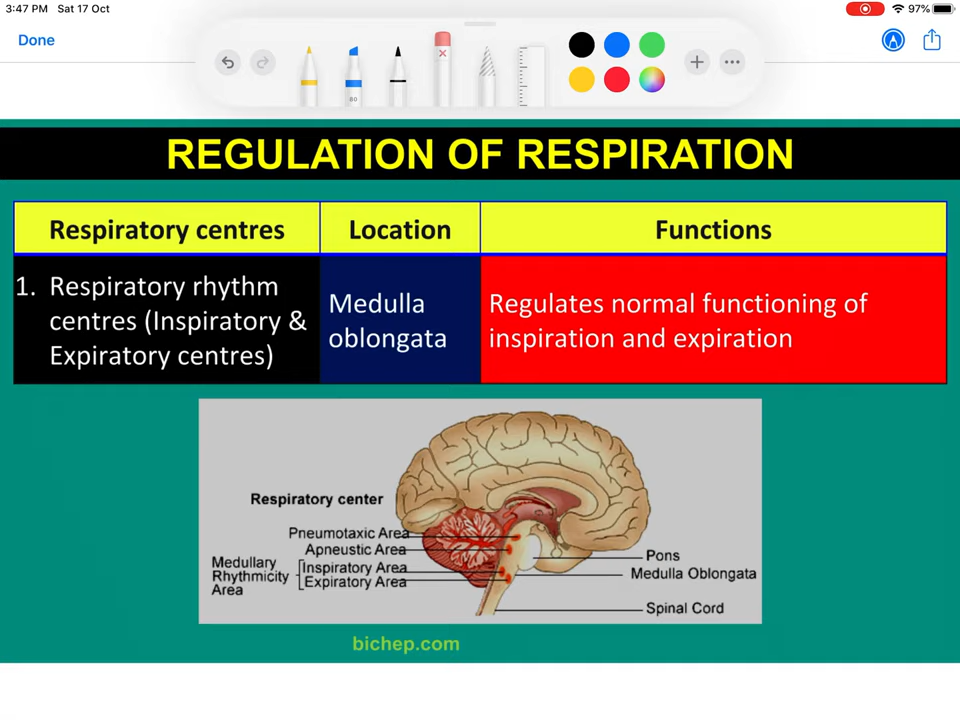 3:47 PM Sat 17 Oct
97%
Done
80
REGULATION OF RESPIRATION
Respiratory centres
Location
Functions
1. Respiratory rhythm
centres (Inspiratory &
Expiratory centres)
Medulla
oblongata
Regulates normal functioning of
inspiration and expiration
Respiratory center
Pneumotaxic Area
Apneustic Area
Medullary
Rhythmicity
Area
Inspiratory Area
Expiratory Area
Pons
Medulla Oblongata
Spinal Cord
bichep.com